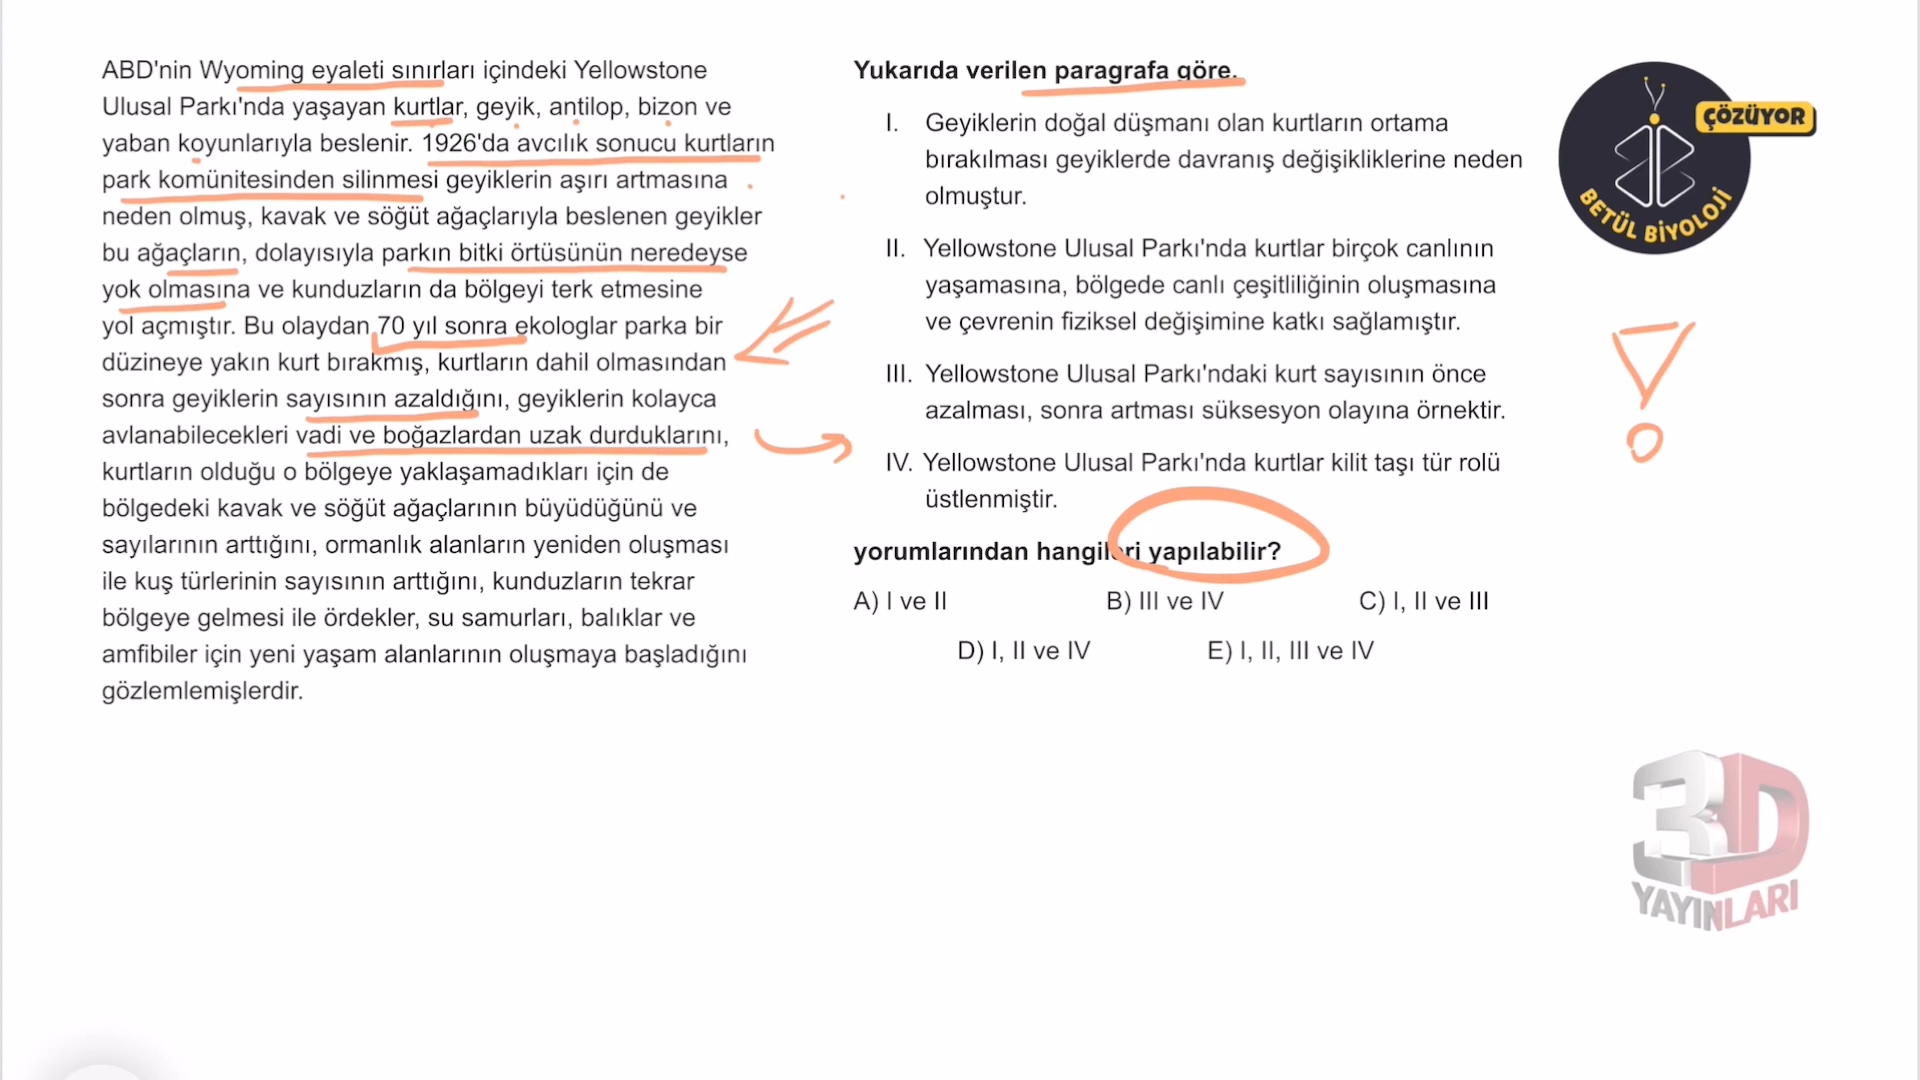 ABD'nin Wyoming eyaleti sınırları içindeki Yellowstone
Ulusal Parkı'nda yaşayan kurtlar, geyik, antilop, bizon ve
yaban koyunlarıyla beslenir. 1926'da avcılık sonucu kurtların
park komünitesinden silinmesi geyiklerin aşırı artmasına
neden olmuş, kavak ve söğüt ağaçlarıyla beslenen geyikler
bu ağaçların, dolayısıyla parkın bitki örtüsünün neredeyse
yok olmasına ve kunduzların da bölgeyi terk etmesine
yol açmıştır. Bu olaydan 70 yıl sonra ekologlar parka bir
düzineye yakın kurt bırakmış, kurtların dahil olmasından
sonra geyiklerin sayısının azaldığını, geyiklerin kolayca
avlanabilecekleri vadi ve boğazlardan uzak durduklarını,
kurtların olduğu o bölgeye yaklaşamadıkları için de
bölgedeki kavak ve söğüt ağaçlarının büyüdüğünü ve
sayılarının arttığını, ormanlık alanların yeniden oluşması
ile kuş türlerinin sayısının arttığını, kunduzların tekrar
bölgeye gelmesi ile ördekler, su samurları, balıklar ve
amfibiler için yeni yaşam alanlarının oluşmaya başladığını
gözlemlemişlerdir.
Yukarıda verilen paragrafa göre,
I. Geyiklerin doğal düşmanı olan kurtların ortama
bırakılması geyiklerde davranış değişikliklerine neden
olmuştur.
II. Yellowstone Ulusal Parkı'nda kurtlar birçok canlının
yaşamasına, bölgede canlı çeşitliliğinin oluşmasına
ve çevrenin fiziksel değişimine katkı sağlamıştır.
III. Yellowstone Ulusal Parkı'ndaki kurt sayısının önce
azalması, sonra artması süksesyon olayına örnektir.
IV. Yellowstone Ulusal Parkı'nda kurtlar kilit taşı tür rolü
üstlenmiştir.
yorumlarından hangileri yapılabilir?
A) I ve II B) III ve IV C) I, II ve III
D) I, II ve IV E) I, II, III ve IV
ÇÖZÜYOR
BETÜL BİYOLOJİ
3D
YAYINLARI